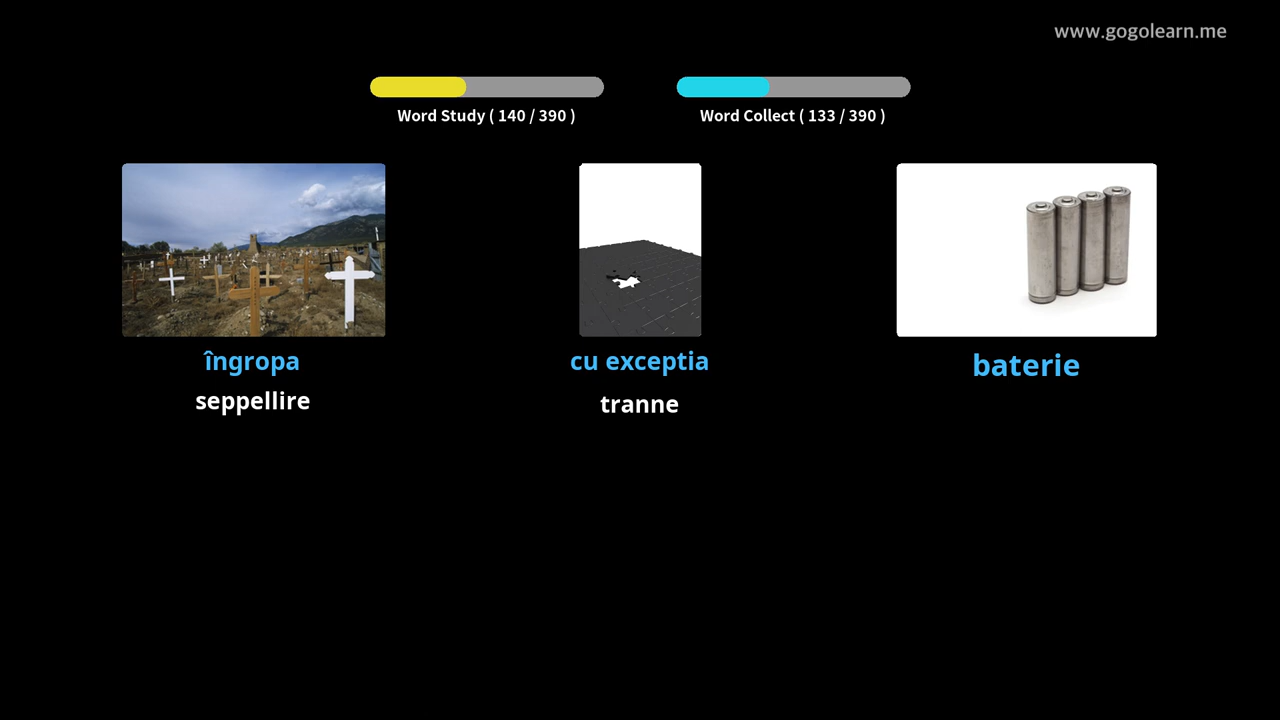 www.gogolearn.me
Word Study ( 140 / 390 )
Word Collect ( 133 / 390 )
îngropa
cu exceptia
baterie
seppellire
tranne